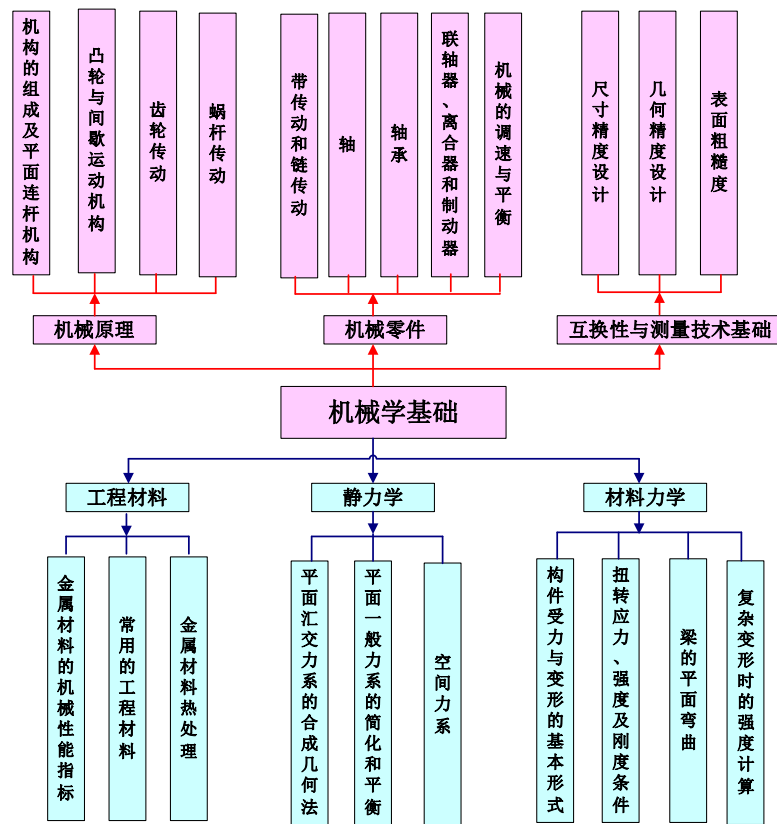 机构的组成及平面连杆机构
凸轮与间歇运动机构
齿轮传动
蜗杆传动
带传动和链传动
轴
轴承
联轴器、离合器和制动器
机械的调速与平衡
尺寸精度设计
几何精度设计
表面粗糙度
机械原理
机械零件
互换性与测量技术基础
机械学基础
工程材料
静力学
材料力学
金属材料的机械性能指标
常用的工程材料
金属材料热处理
平面汇交力系的合成几何法
平面一般力系的简化和平衡
空间力系
构件受力与变形的基本形式
扭转应力、强度及刚度条件
梁的平面弯曲
复杂变形时的强度计算